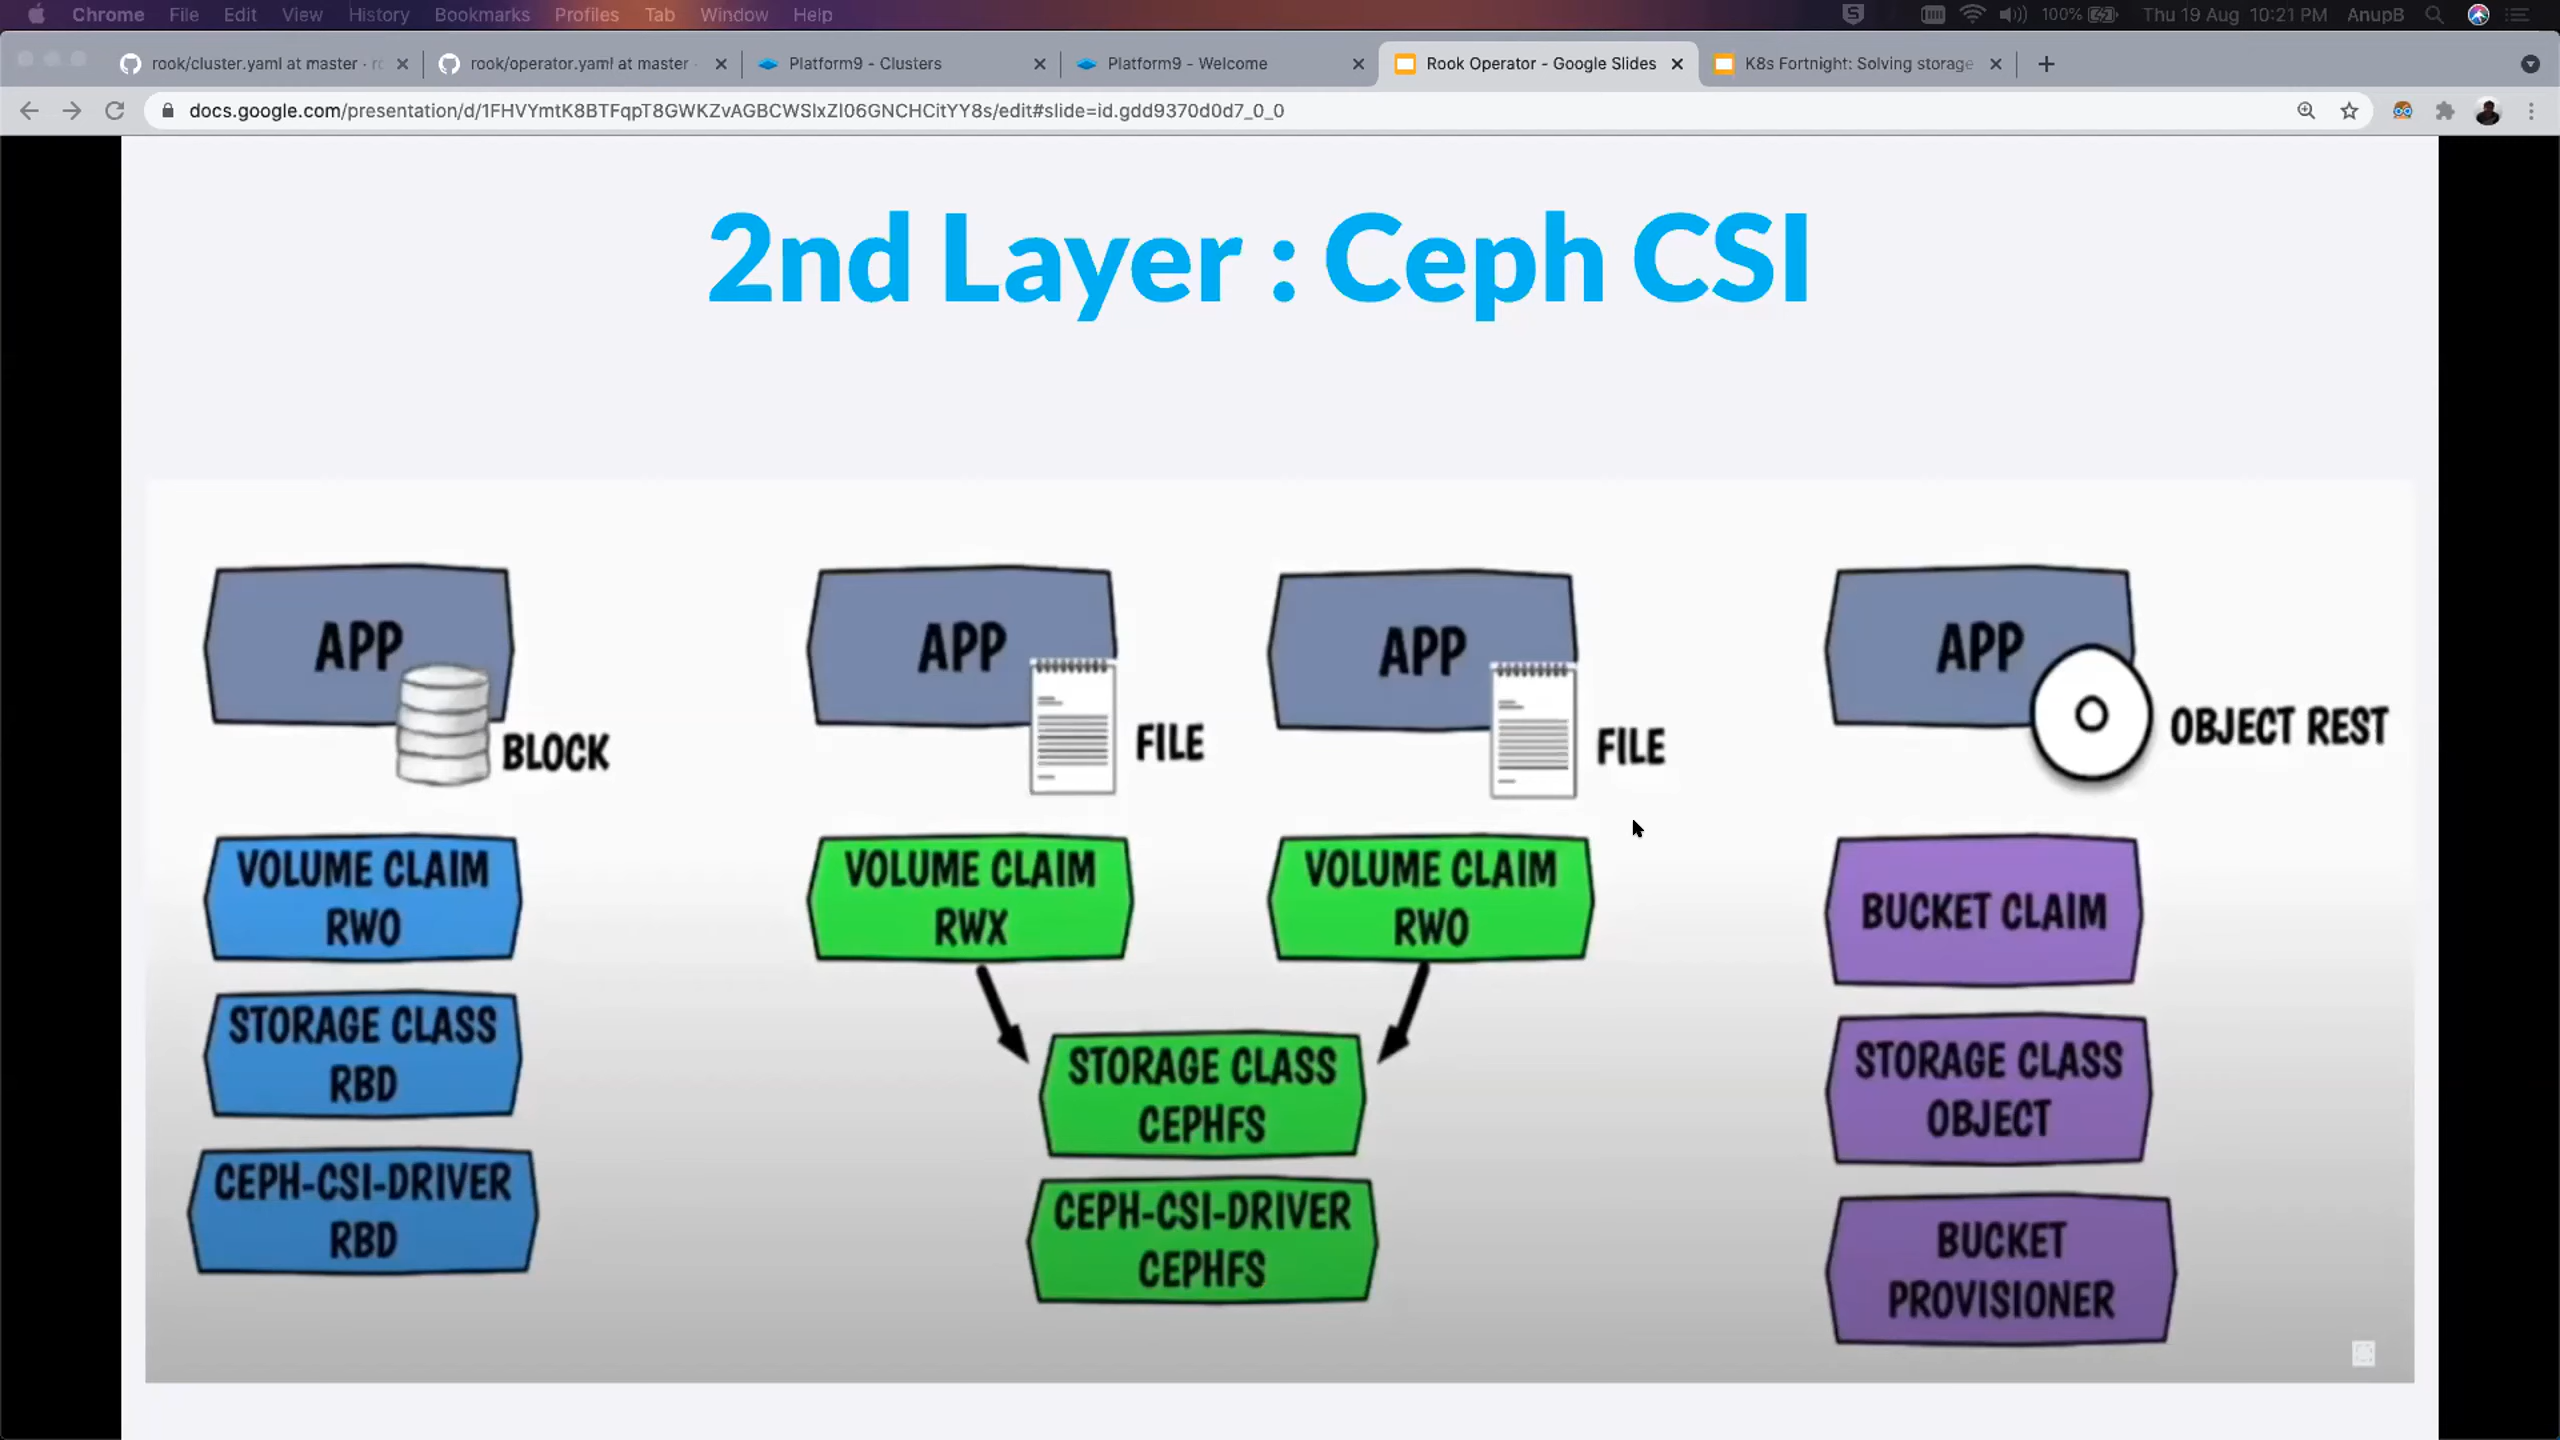 Chrome File Edit View History Bookmarks Profiles Tab Window Help 100% Thu 19 Aug 10:21 PM AnupB
rook/cluster.yaml at master · rook/operator.yaml at master Platform9 - Clusters Platform9 - Welcome Rook Operator - Google Slides K8s Fortnight: Solving storage
docs.google.com/presentation/d/1FHVYmtK8BTFqpT8GWKZvAGBCWSlxZl06GNCHCitYY8s/edit#slide=id.gdd9370d0d7_0_0
2nd Layer : Ceph CSI
APP
BLOCK
VOLUME CLAIM
RWO
STORAGE CLASS
RBD
CEPH-CSI-DRIVER
RBD
APP
FILE
VOLUME CLAIM
RWX
APP
FILE
VOLUME CLAIM
RWO
STORAGE CLASS
CEPHFS
CEPH-CSI-DRIVER
CEPHFS
APP
OBJECT REST
BUCKET CLAIM
STORAGE CLASS
OBJECT
BUCKET
PROVISIONER